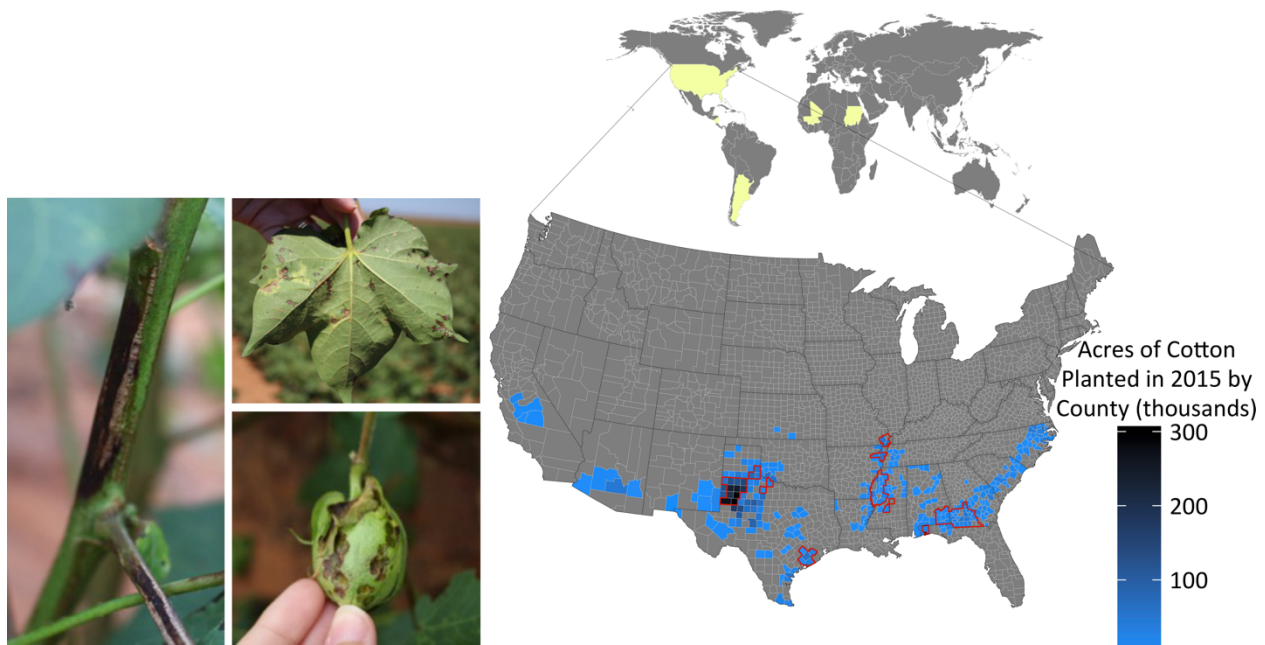 Acres of Cotton
Planted in 2015 by
County (thousands)
300
200
100